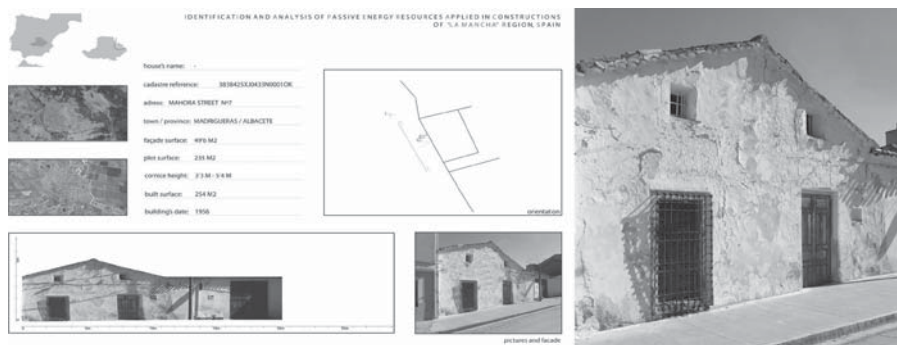 IDENTIFICATION AND ANALYSIS OF PASSIVE ENERGY RESOURCES APPLIED IN CONSTRUCTIONS
OF "LA MANCHA" REGION, SPAIN
house's name: -
cadastre reference:
adress: MAHORA STREET Nº7
town / province: MADRIGUERAS / ALBACETE
façade surface: 49'6 M2
plot surface: 233 M2
cornice height: 3'3 M - 5'4 M
built surface: 254 M2
building's date: 1956
orientation
pictures and facade